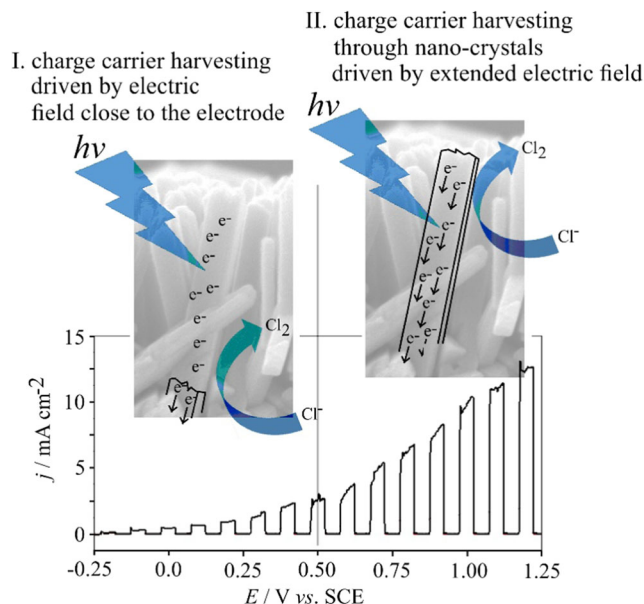 I. charge carrier harvesting
driven by electric
field close to the electrode
II. charge carrier harvesting
through nano-crystals
driven by extended electric field
hν
hν
e-
e-
e-
e-
e-
e-
e-
e-
e-
e-
Cl2
Cl-
e-
e-
e-
e-
e-
e-
e-
e-
e-
Cl2
Cl-
15
10
5
0
j / mA cm-2
-0.25
0.0
0.25
0.50
0.75
1.00
1.25
E / V vs. SCE